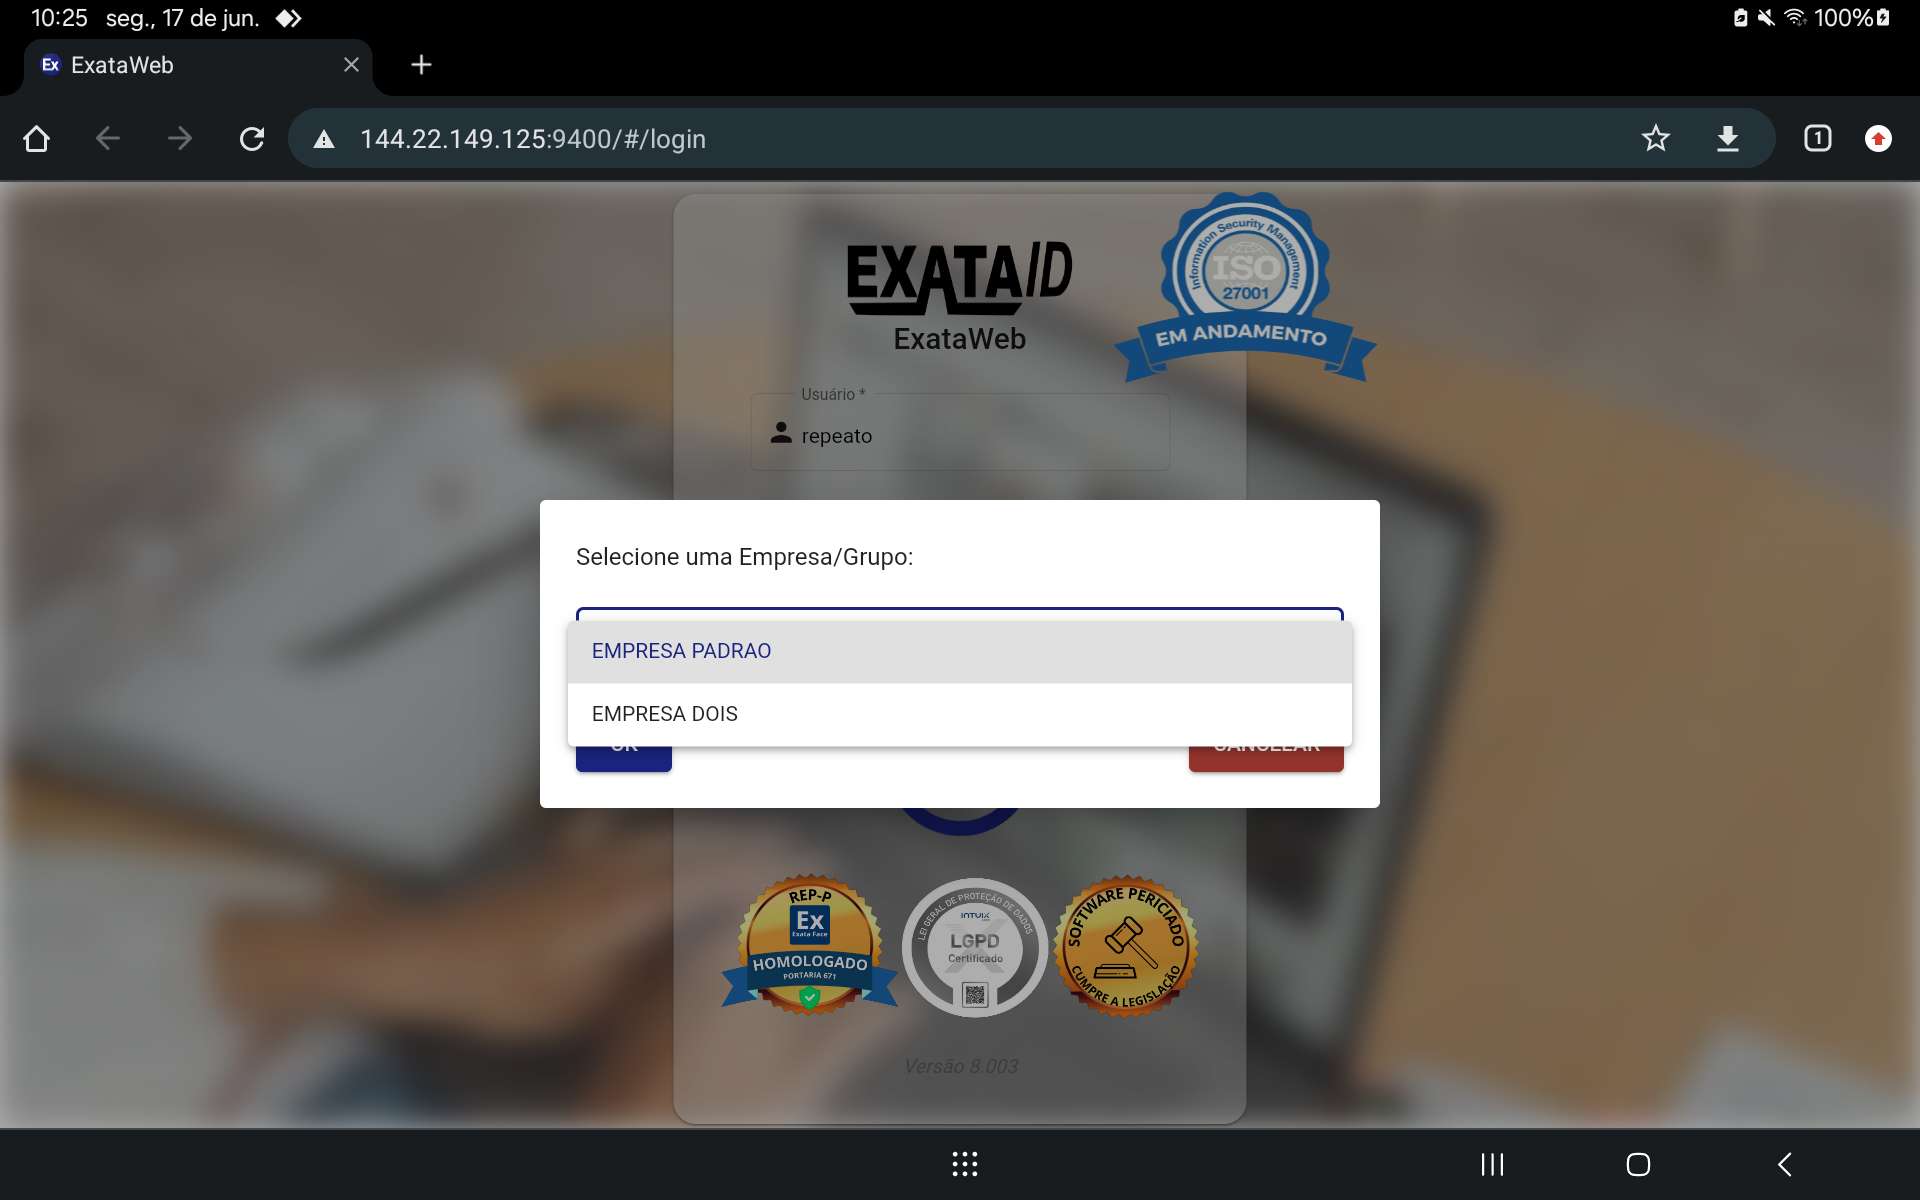 10:25 seg., 17 de jun. 100%
Ex ExataWeb
144.22.149.125:9400/#/login
1
EXATAID
ExataWeb
Information Security Management
ISO
27001
EM ANDAMENTO
Usuário *
repeato
Selecione uma Empresa/Grupo:
EMPRESA PADRAO
EMPRESA DOIS
OK
CANCELAR
REP-P
Ex
Exata Face
HOMOLOGADO
PORTARIA 671
LEI GERAL DE PROTEÇÃO DE DADOS
INTUIX
LGPD
Certificado
SOFTWARE PERICIADO
CUMPRE A LEGISLAÇÃO
Versão 8.003